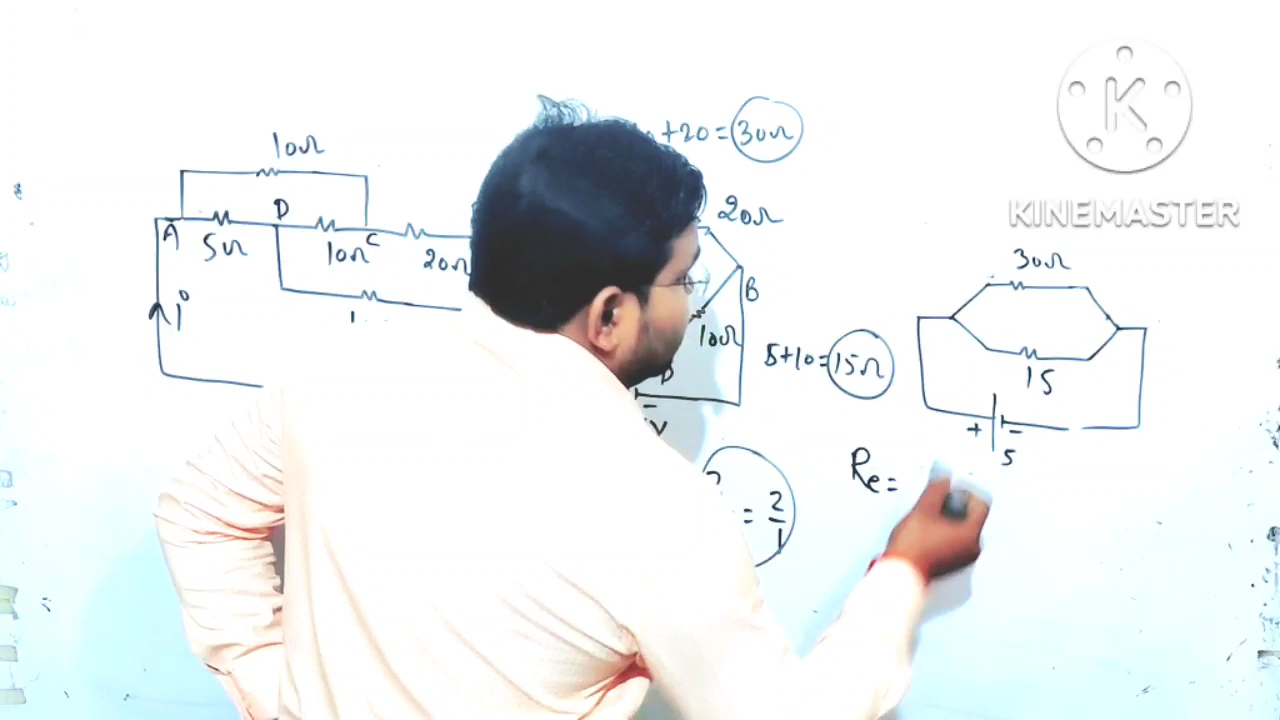 10Ω
A
5Ω
D
10Ω
C
20Ω
i
+20 = 30Ω
20Ω
B
10Ω
D
-
V
5+10 = 15Ω
= 2/1
K
KINEMASTER
30Ω
15
+
-
5
Re =